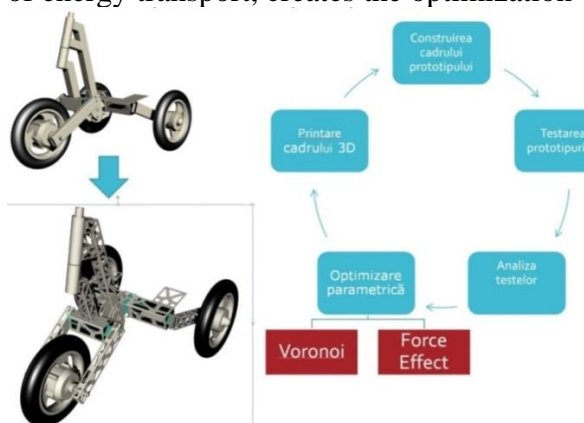 of energy transport, creates the optimization
Construirea
cadrului
prototipului
Printare
cadrului 3D
Testarea
Optimizare
parametrică
Analiza
testelor
Voronoi
Force
Effect